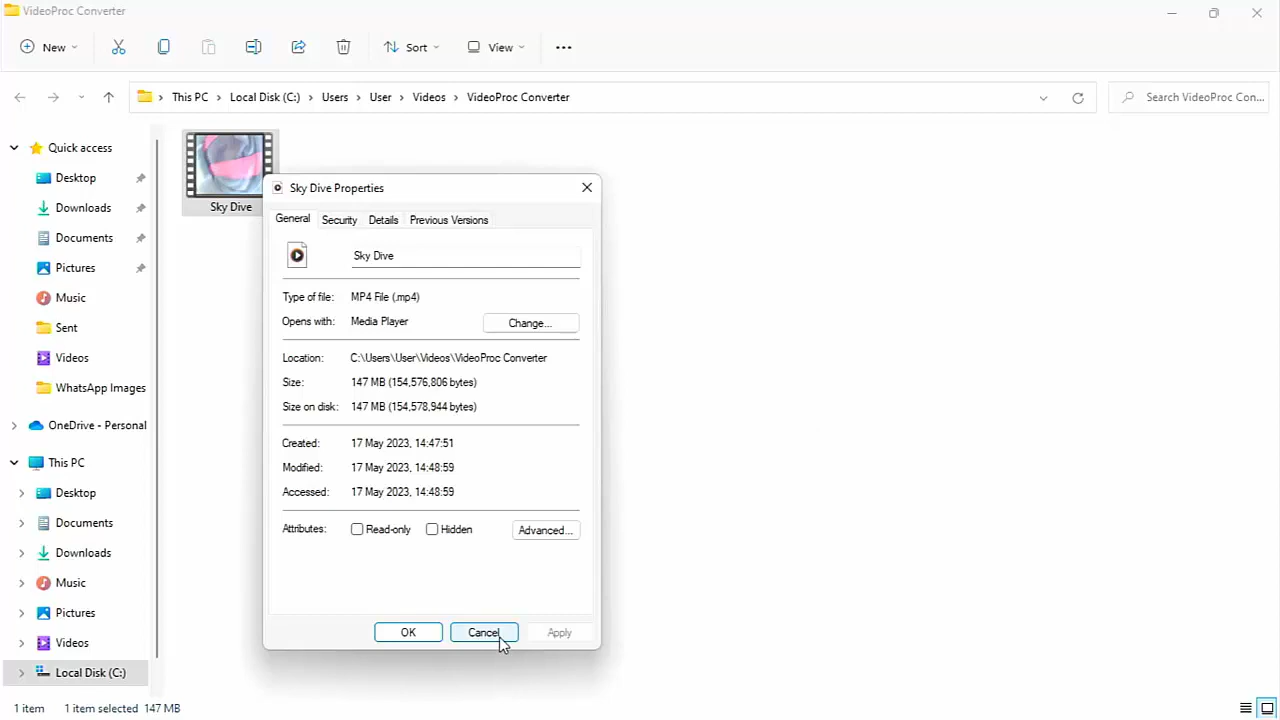 VideoProc Converter
New
Sort
View
This PC > Local Disk (C:) > Users > User > Videos > VideoProc Converter
Search VideoProc Con...
Quick access
Desktop
Downloads
Documents
Pictures
Music
Sent
Videos
WhatsApp Images
OneDrive - Personal
This PC
Desktop
Documents
Downloads
Music
Pictures
Videos
Local Disk (C:)
Sky Dive
Sky Dive Properties
General Security Details Previous Versions
Sky Dive
Type of file: MP4 File (.mp4)
Opens with: Media Player Change...
Location: C:\Users\User\Videos\VideoProc Converter
Size: 147 MB (154,576,806 bytes)
Size on disk: 147 MB (154,578,944 bytes)
Created: 17 May 2023, 14:47:51
Modified: 17 May 2023, 14:48:59
Accessed: 17 May 2023, 14:48:59
Attributes: Read-only Hidden Advanced...
OK Cancel Apply
1 item 1 item selected 147 MB